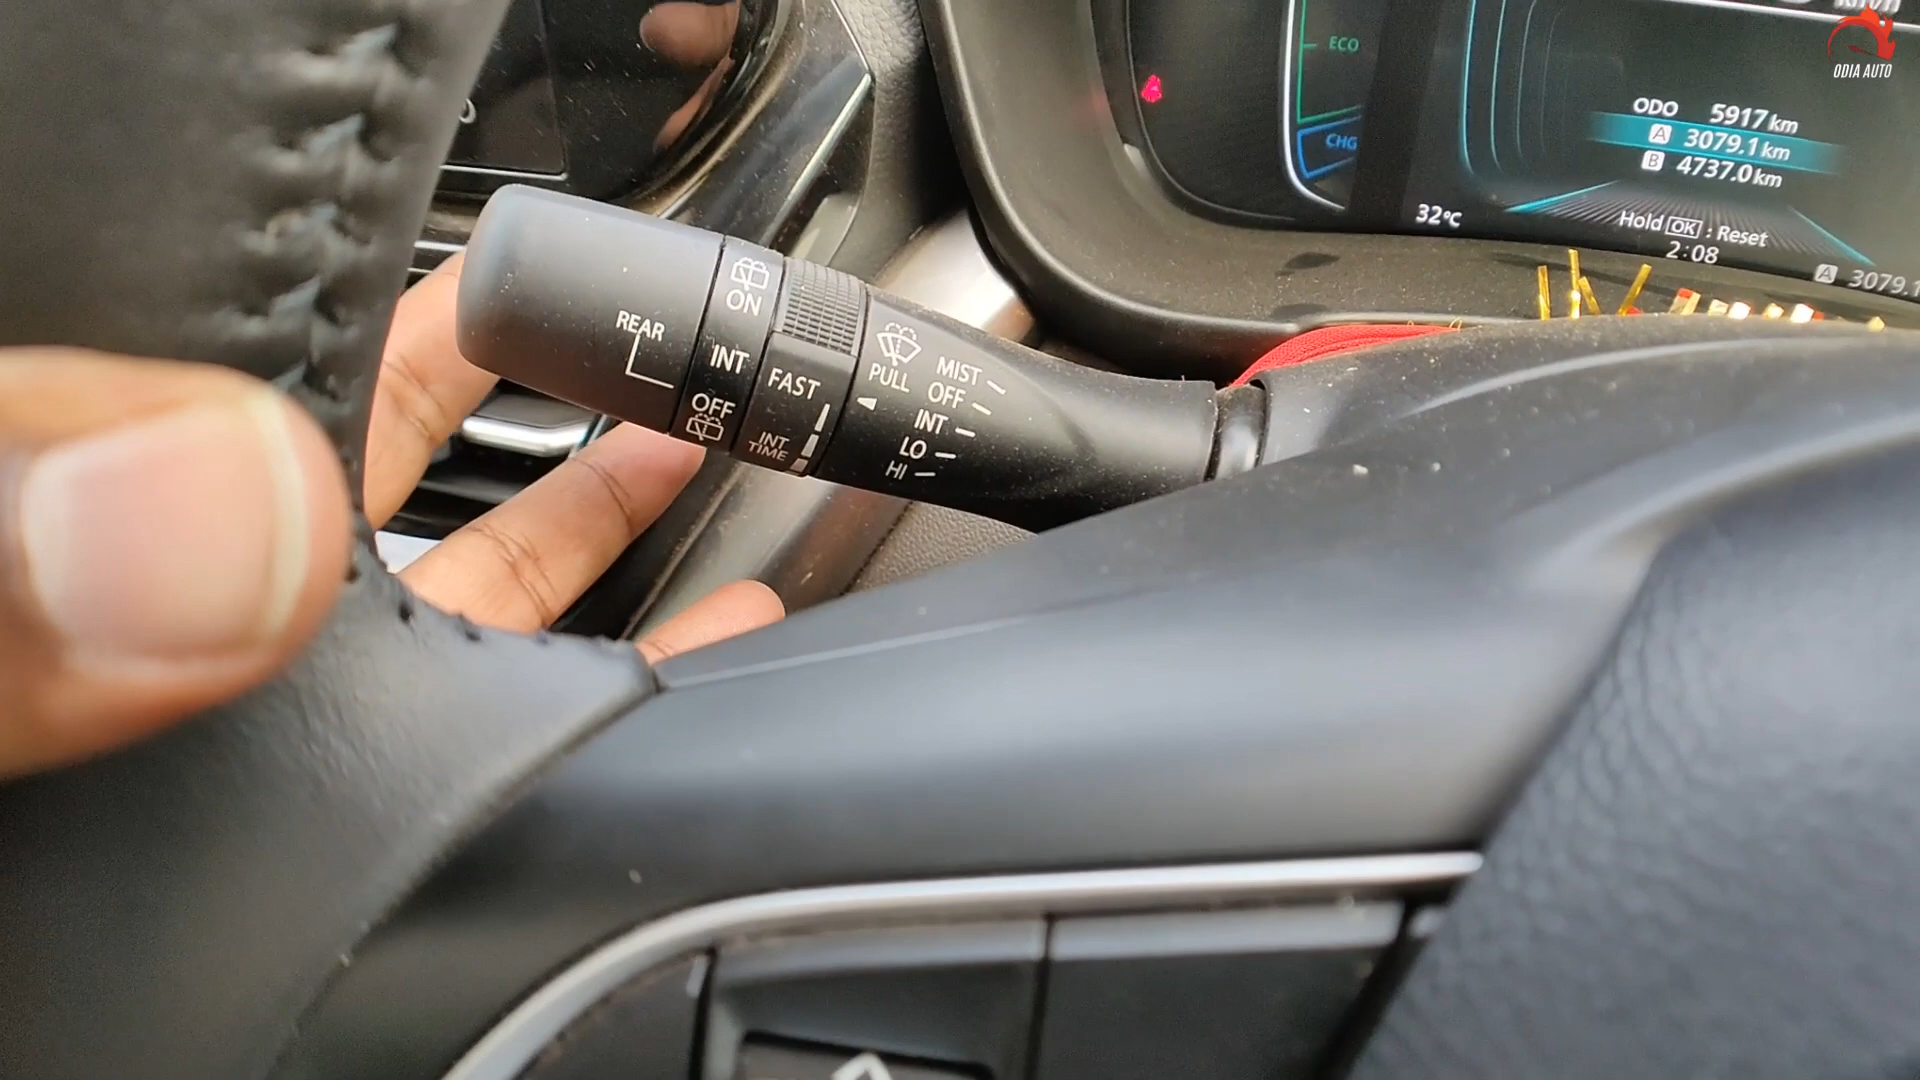 ODIA AUTO
ECO
CHG
ODO 5917 km
A 3079.1 km
B 4737.0 km
32°C
Hold OK : Reset
2:08
A 3079.1
REAR
ON
INT
OFF
FAST
INT
TIME
PULL
MIST
OFF
INT
LO
HI